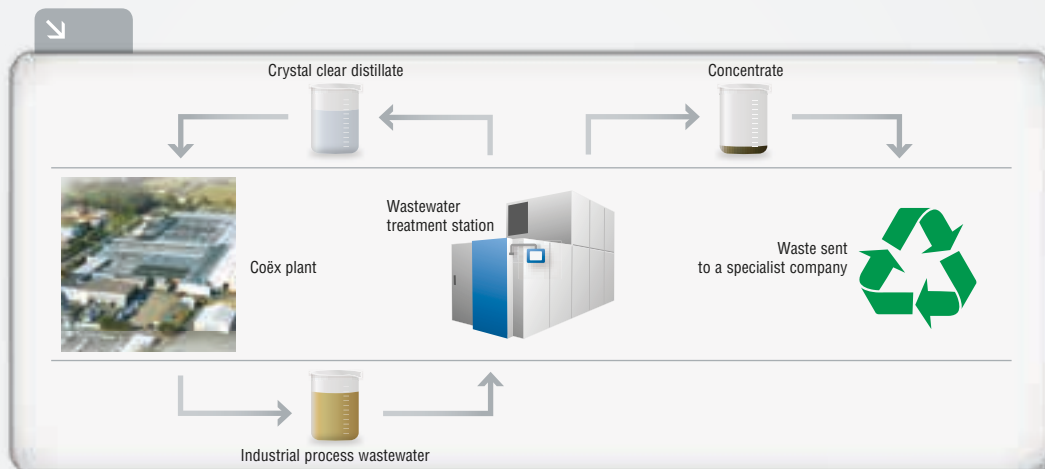 Crystal clear distillate
Concentrate
Wastewater
treatment station
Coëx plant
Waste sent
to a specialist company
Industrial process wastewater